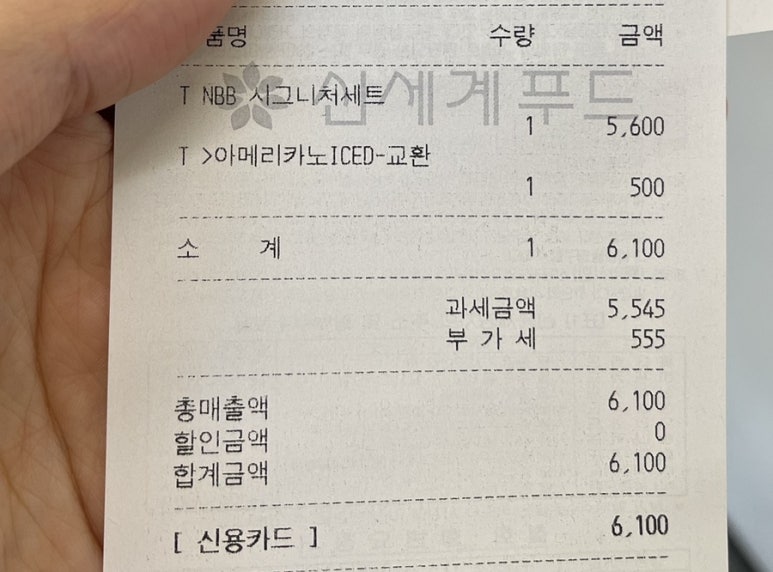 품명 수량 금액
신세계푸드
T NBB 시그니처세트
1 5,600
T >아메리카노ICED-교환
1 500
소 계 1 6,100
과세금액 5,545
부 가 세 555
총매출액 6,100
할인금액 0
합계금액 6,100
[ 신용카드 ] 6,100